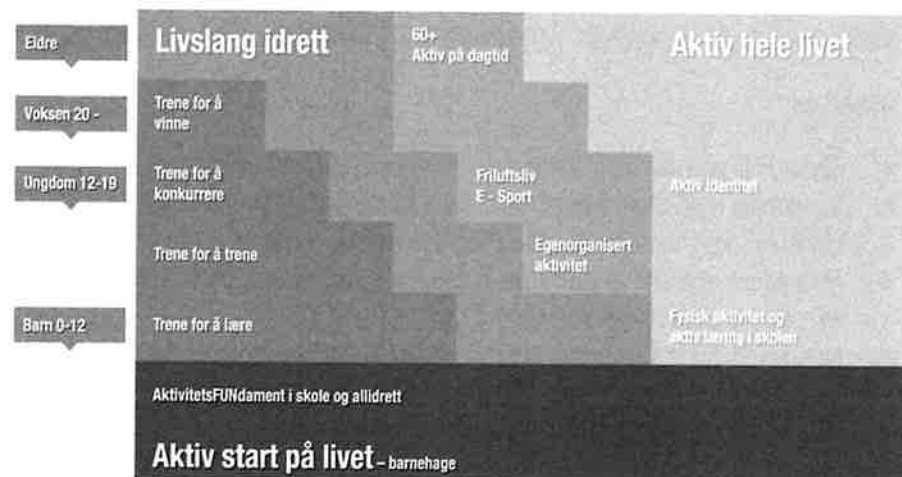 Eldre
Livslang idrett
60+
Aktiv på dagtid
Aktiv hele livet
Voksen 20 -
Trene for å
vinne
Ungdom 12-19
Trene for å
konkurrere
Friluftsliv
E - Sport
Aktiv identitet
Trene for å trene
Egenorganisert
aktivitet
Barn 0-12
Trene for å lære
Fysisk aktivitet og
aktiv læring i skolen
AktivitetsFUNdament i skole og allidrett
Aktiv start på livet – barnehage